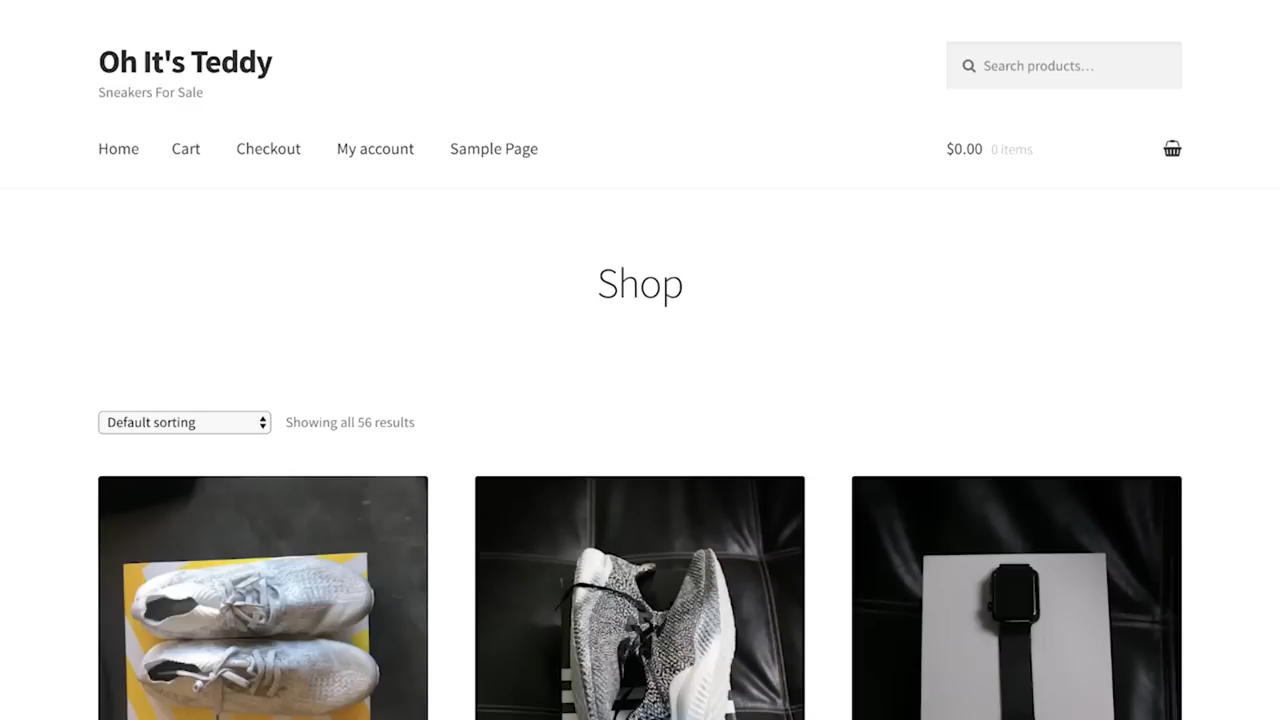 Oh It's Teddy
Sneakers For Sale
Search products…
Home Cart Checkout My account Sample Page
$0.00 0 items
Shop
Default sorting
Showing all 56 results